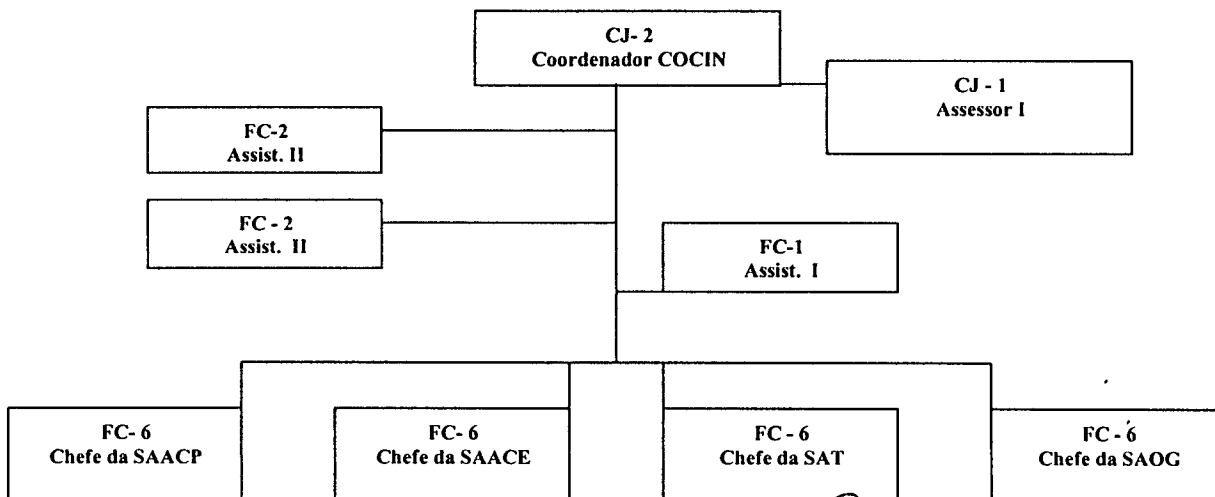 CJ- 2
Coordenador COCIN
CJ - 1
Assessor I
FC-2
Assist. II
FC - 2
Assist. II
FC-1
Assist. I
FC- 6
Chefe da SAACP
FC- 6
Chefe da SAACE
FC - 6
Chefe da SAT
FC - 6
Chefe da SAOG